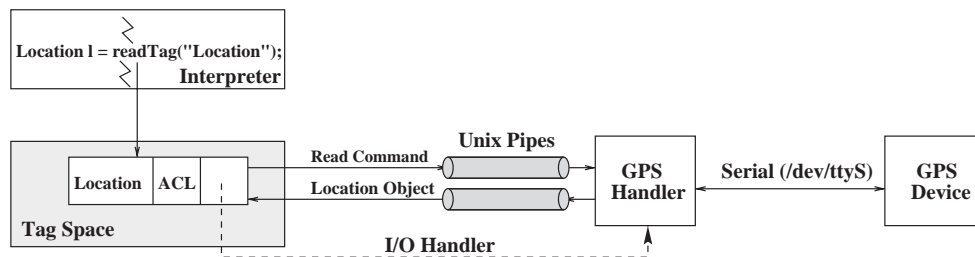 Location l = readTag("Location");
Interpreter
Unix Pipes
Read Command
Location
ACL
Location Object
GPS
Handler
Serial (/dev/ttyS)
GPS
Device
Tag Space
I/O Handler